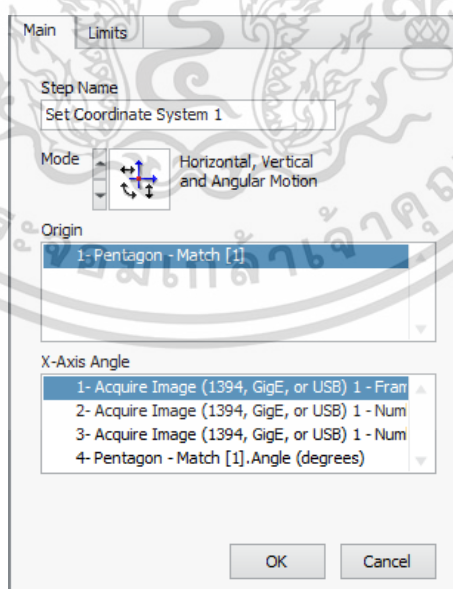 Main Limits
Step Name
Set Coordinate System 1
Mode
Horizontal, Vertical
and Angular Motion
Origin
1- Pentagon - Match [1]
X-Axis Angle
1- Acquire Image (1394, GigE, or USB) 1 - Fram
2- Acquire Image (1394, GigE, or USB) 1 - Num
3- Acquire Image (1394, GigE, or USB) 1 - Num
4- Pentagon - Match [1].Angle (degrees)
OK Cancel